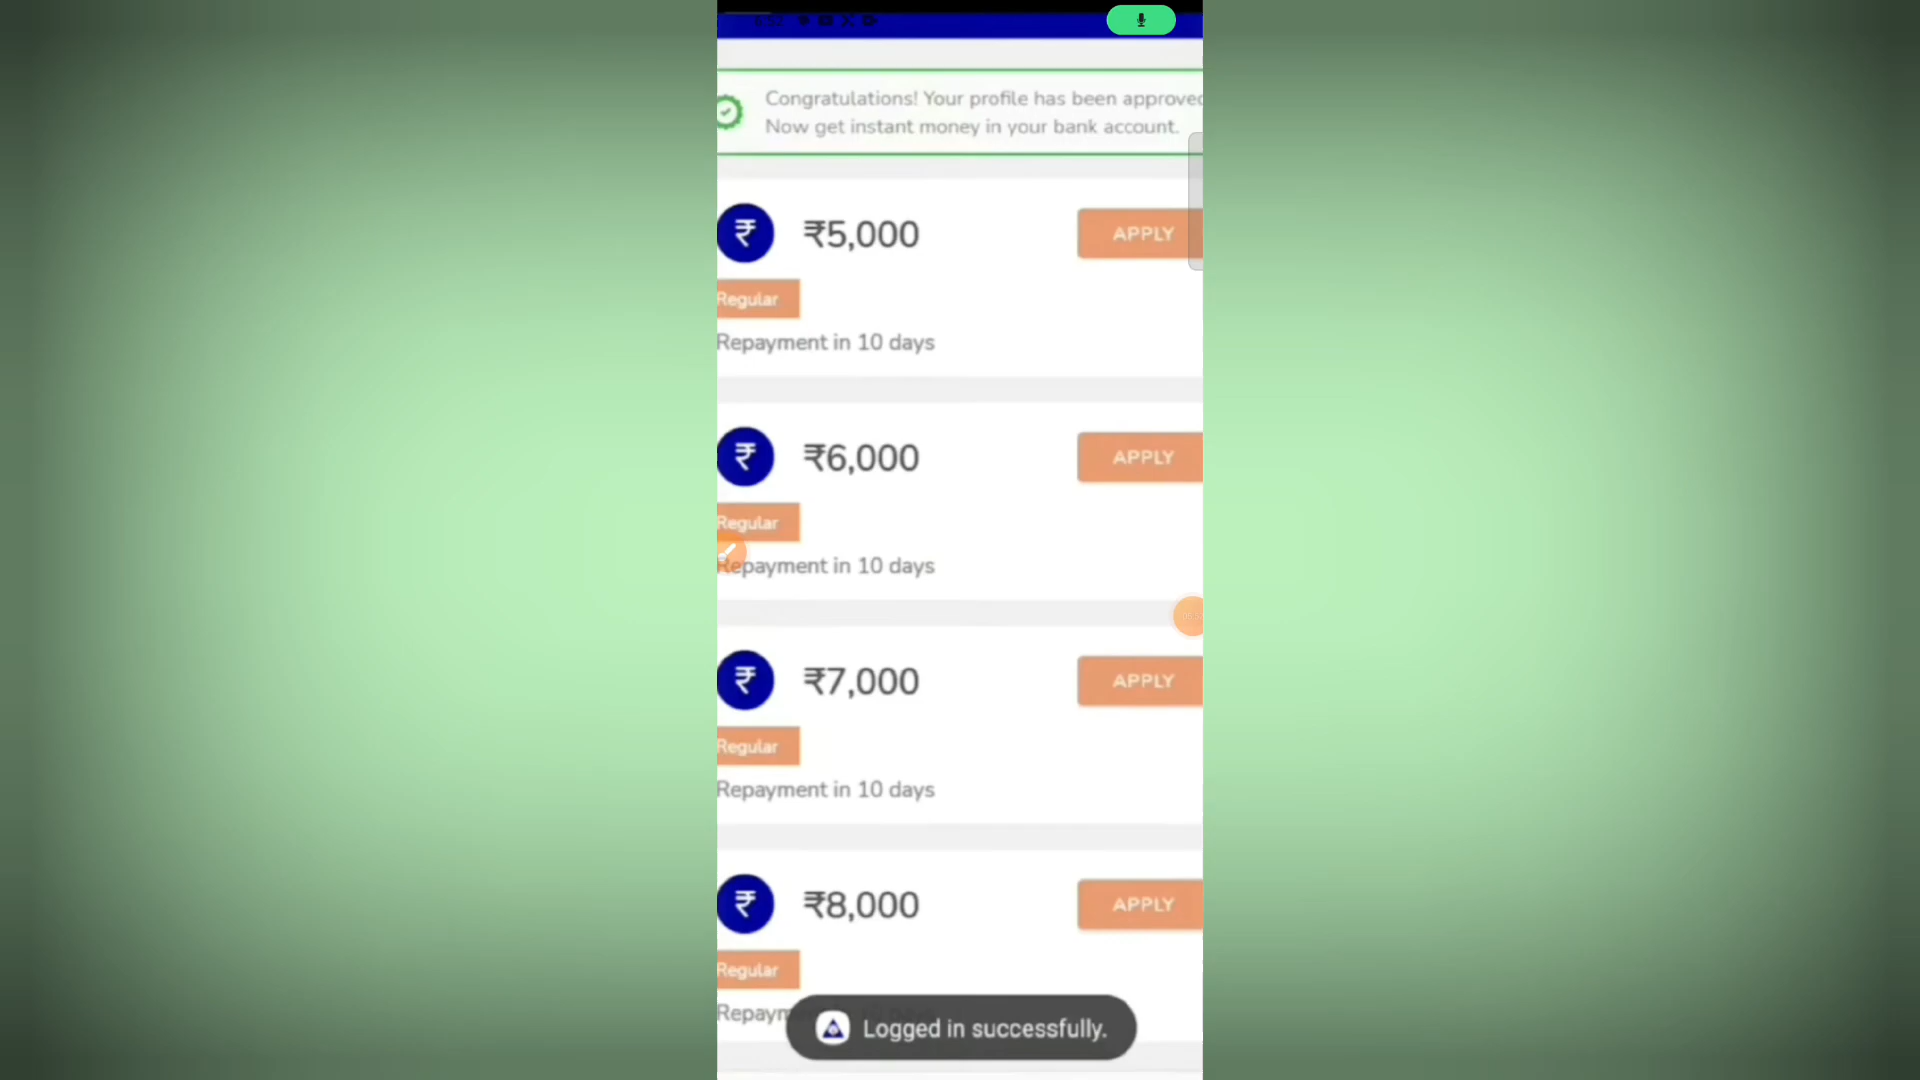 Congratulations! Your profile has been approved
Now get instant money in your bank account.
₹5,000
APPLY
Regular
Repayment in 10 days
₹6,000
APPLY
Regular
Repayment in 10 days
₹7,000
APPLY
Regular
Repayment in 10 days
₹8,000
APPLY
Regular
Logged in successfully.